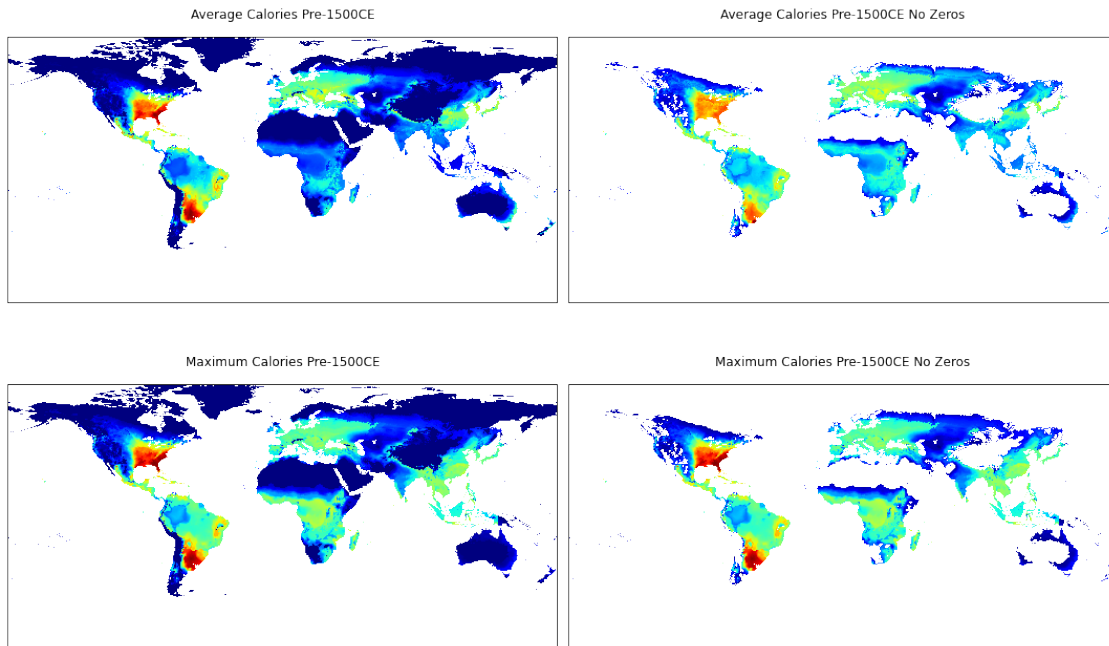 Average Calories Pre-1500CE
Average Calories Pre-1500CE No Zeros
Maximum Calories Pre-1500CE
Maximum Calories Pre-1500CE No Zeros